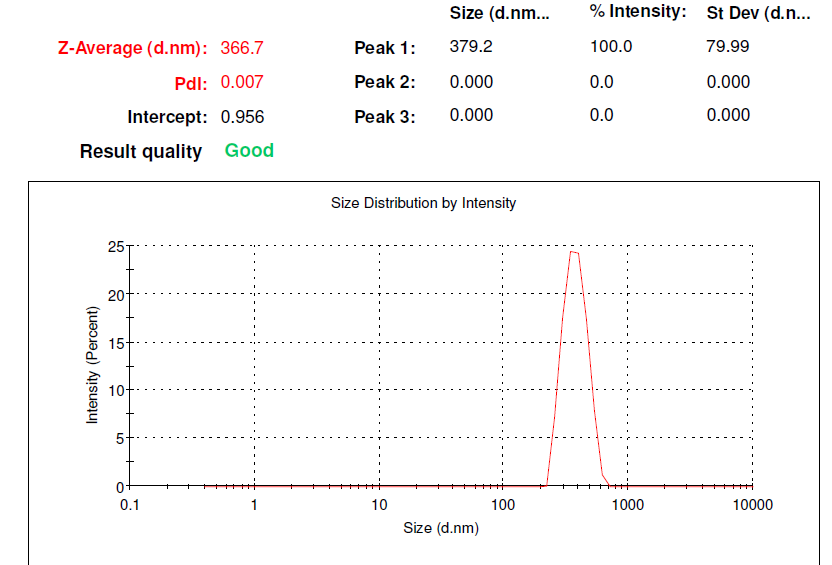 Size (d.nm... % Intensity: St Dev (d.n...
Z-Average (d.nm): 366.7 Peak 1: 379.2 100.0 79.99
PdI: 0.007 Peak 2: 0.000 0.0 0.000
Intercept: 0.956 Peak 3: 0.000 0.0 0.000
Result quality Good
Size Distribution by Intensity
25
20
15
10
5
0
Intensity (Percent)
0.1 1 10 100 1000 10000
Size (d.nm)